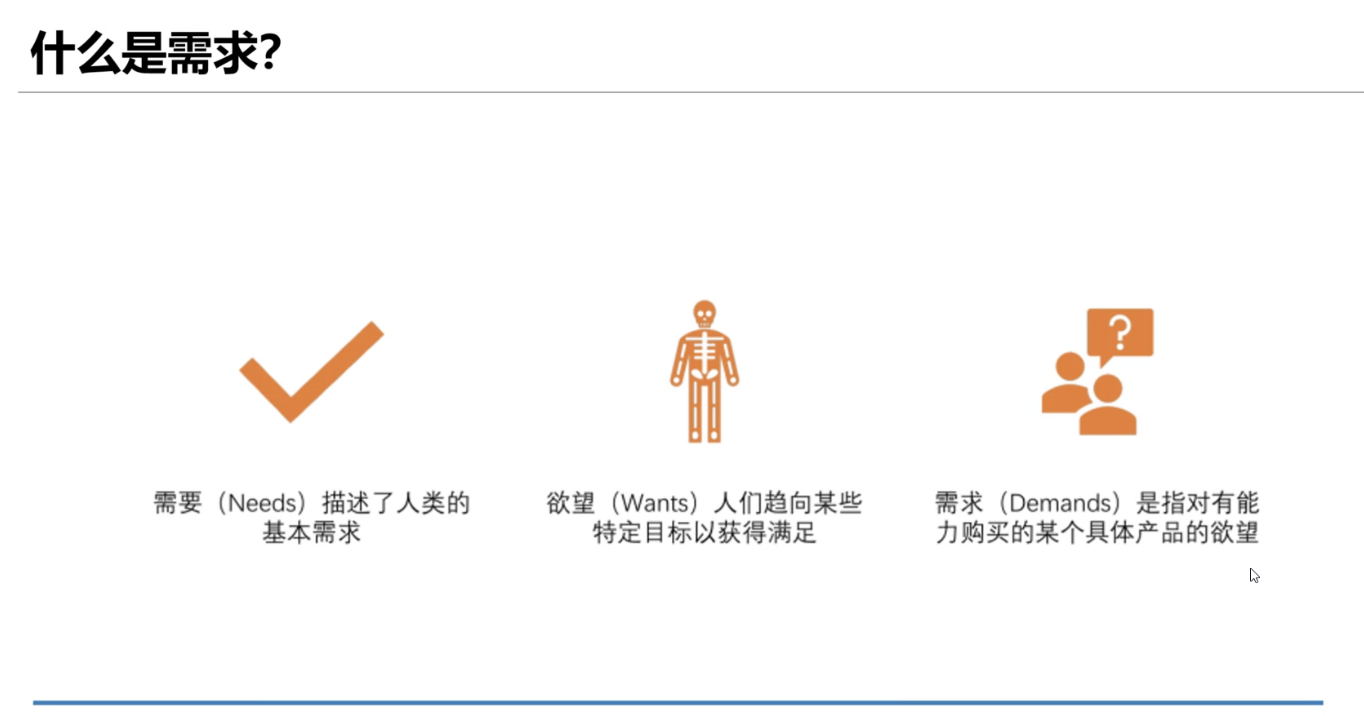 什么是需求?
需要（Needs）描述了人类的
基本需求
欲望（Wants）人们趋向某些
特定目标以获得满足
需求（Demands）是指对有能
力购买的某个具体产品的欲望
?